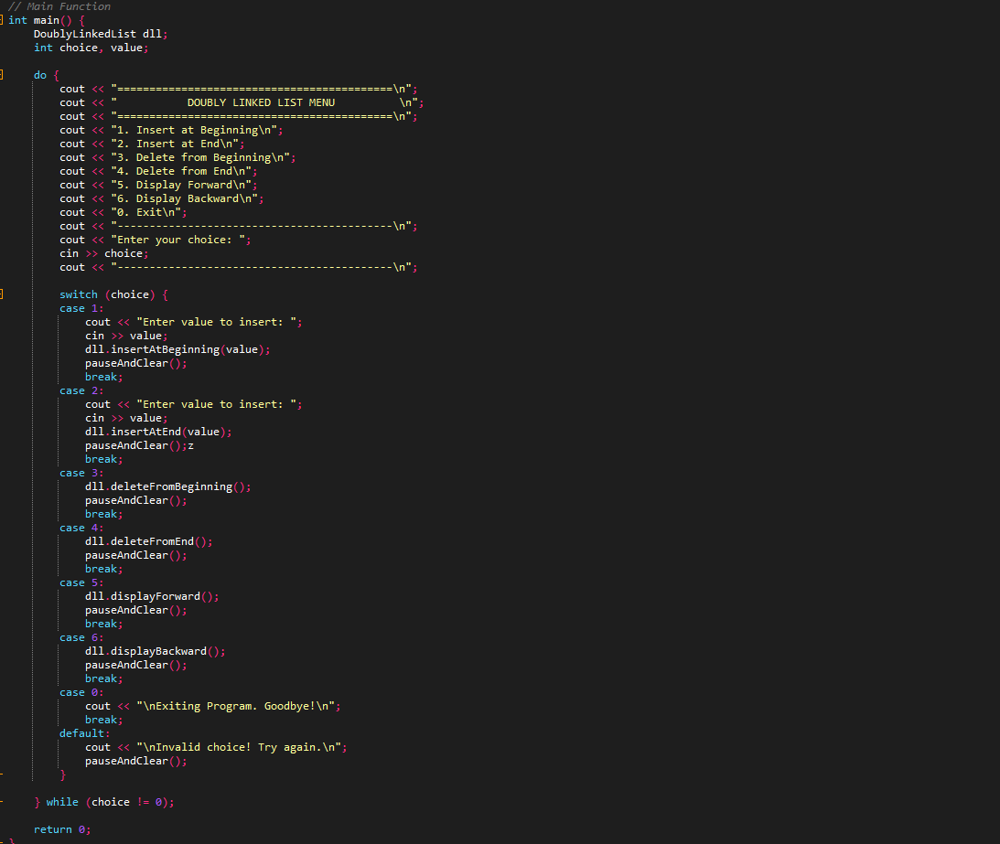 // Main Function
int main() {
    DoublyLinkedList dll;
    int choice, value;

    do {
        cout << "===========================================\n";
        cout << "           DOUBLY LINKED LIST MENU          \n";
        cout << "===========================================\n";
        cout << "1. Insert at Beginning\n";
        cout << "2. Insert at End\n";
        cout << "3. Delete from Beginning\n";
        cout << "4. Delete from End\n";
        cout << "5. Display Forward\n";
        cout << "6. Display Backward\n";
        cout << "0. Exit\n";
        cout << "-------------------------------------------\n";
        cout << "Enter your choice: ";
        cin >> choice;
        cout << "-------------------------------------------\n";

        switch (choice) {
        case 1:
            cout << "Enter value to insert: ";
            cin >> value;
            dll.insertAtBeginning(value);
            pauseAndClear();
            break;
        case 2:
            cout << "Enter value to insert: ";
            cin >> value;
            dll.insertAtEnd(value);
            pauseAndClear();z
            break;
        case 3:
            dll.deleteFromBeginning();
            pauseAndClear();
            break;
        case 4:
            dll.deleteFromEnd();
            pauseAndClear();
            break;
        case 5:
            dll.displayForward();
            pauseAndClear();
            break;
        case 6:
            dll.displayBackward();
            pauseAndClear();
            break;
        case 0:
            cout << "\nExiting Program. Goodbye!\n";
            break;
        default:
            cout << "\nInvalid choice! Try again.\n";
            pauseAndClear();
        }

    } while (choice != 0);

    return 0;
}